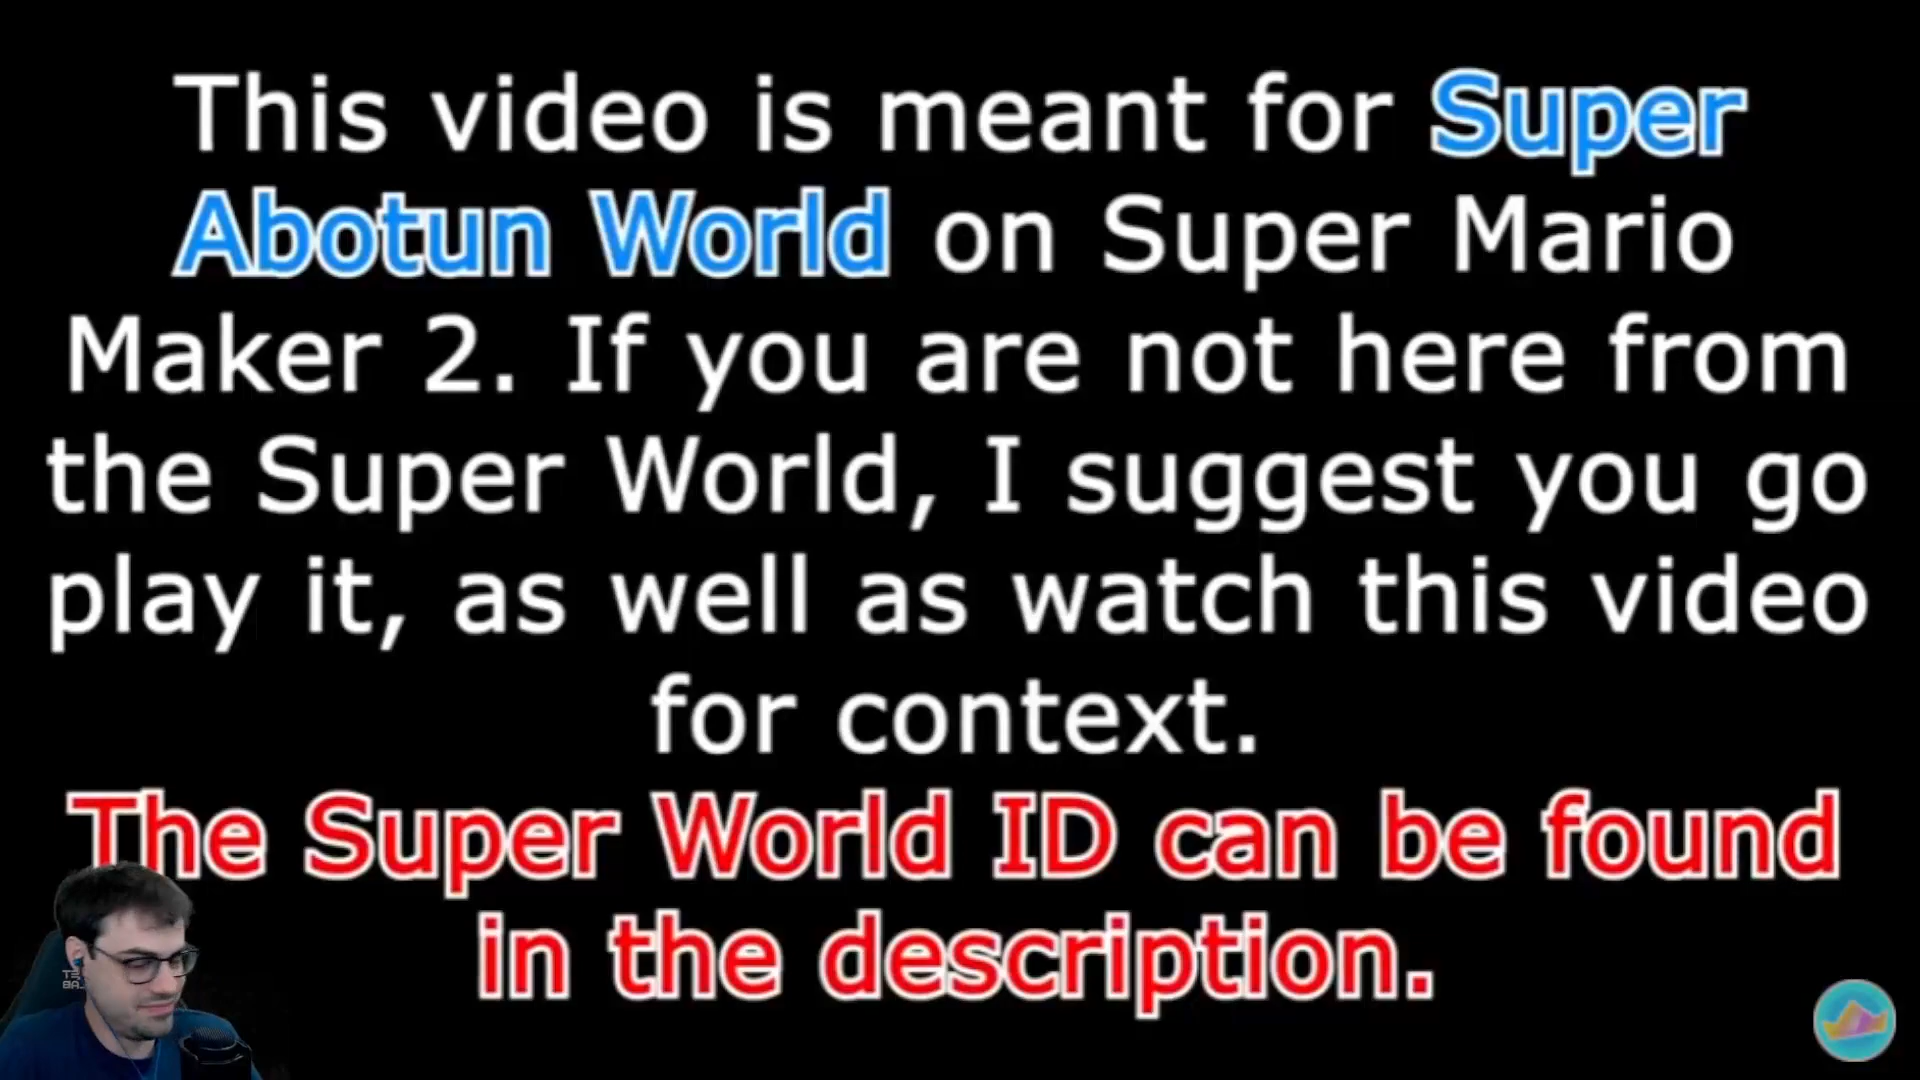 This video is meant for Super
Abotun World on Super Mario
Maker 2. If you are not here from
the Super World, I suggest you go
play it, as well as watch this video
for context.
The Super World ID can be found
in the description.